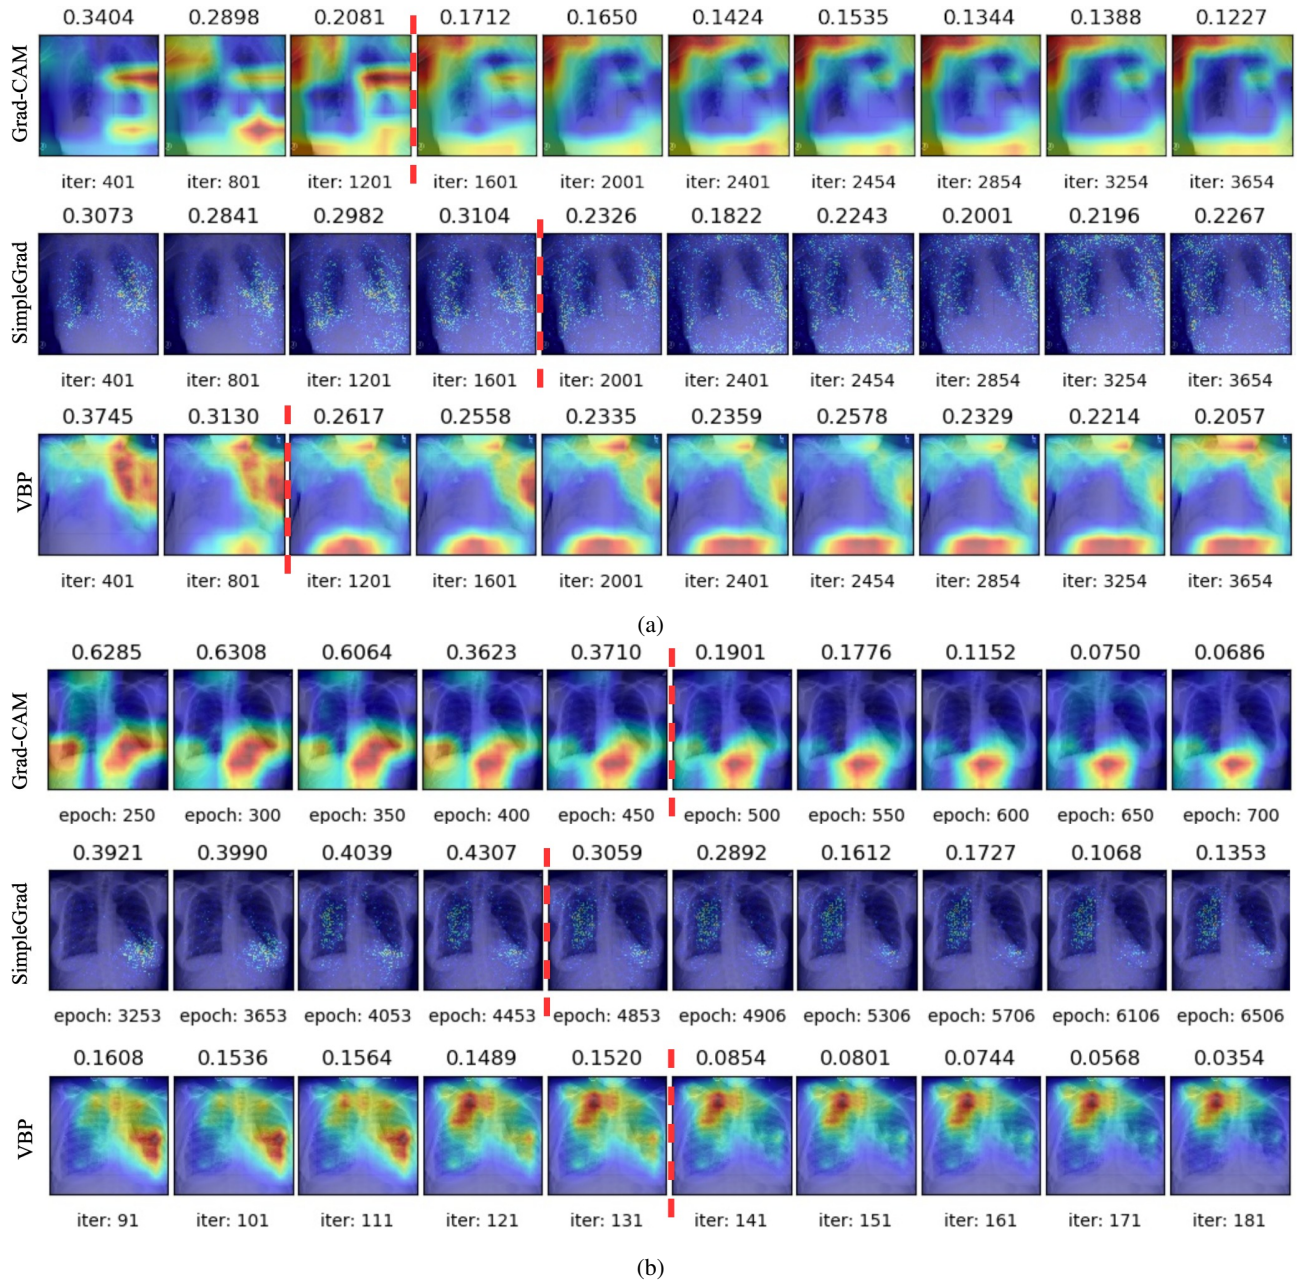 0.3404 0.2898 0.2081 0.1712 0.1650 0.1424 0.1535 0.1344 0.1388 0.1227
Grad-CAM
iter: 401 iter: 801 iter: 1201 iter: 1601 iter: 2001 iter: 2401 iter: 2454 iter: 2854 iter: 3254 iter: 3654
0.3073 0.2841 0.2982 0.3104 0.2326 0.1822 0.2243 0.2001 0.2196 0.2267
SimpleGrad
iter: 401 iter: 801 iter: 1201 iter: 1601 iter: 2001 iter: 2401 iter: 2454 iter: 2854 iter: 3254 iter: 3654
0.3745 0.3130 0.2617 0.2558 0.2335 0.2359 0.2578 0.2329 0.2214 0.2057
VBP
iter: 401 iter: 801 iter: 1201 iter: 1601 iter: 2001 iter: 2401 iter: 2454 iter: 2854 iter: 3254 iter: 3654
(a)
0.6285 0.6308 0.6064 0.3623 0.3710 0.1901 0.1776 0.1152 0.0750 0.0686
Grad-CAM
epoch: 250 epoch: 300 epoch: 350 epoch: 400 epoch: 450 epoch: 500 epoch: 550 epoch: 600 epoch: 650 epoch: 700
0.3921 0.3990 0.4039 0.4307 0.3059 0.2892 0.1612 0.1727 0.1068 0.1353
SimpleGrad
epoch: 3253 epoch: 3653 epoch: 4053 epoch: 4453 epoch: 4853 epoch: 4906 epoch: 5306 epoch: 5706 epoch: 6106 epoch: 6506
0.1608 0.1536 0.1564 0.1489 0.1520 0.0854 0.0801 0.0744 0.0568 0.0354
VBP
iter: 91 iter: 101 iter: 111 iter: 121 iter: 131 iter: 141 iter: 151 iter: 161 iter: 171 iter: 181
(b)